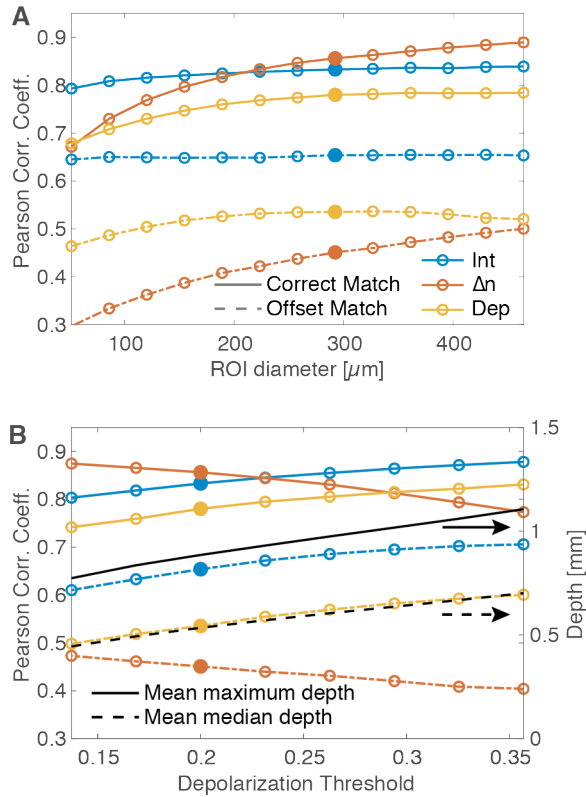 A
0.9
0.8
0.7
0.6
0.5
0.4
0.3
Pearson Corr. Coeff.
Correct Match
Offset Match
Int
Δn
Dep
100
200
300
400
ROI diameter [µm]
B
0.9
0.8
0.7
0.6
0.5
0.4
0.3
Pearson Corr. Coeff.
1.5
1
0.5
0
Depth [mm]
Mean maximum depth
Mean median depth
0.15
0.2
0.25
0.3
0.35
Depolarization Threshold